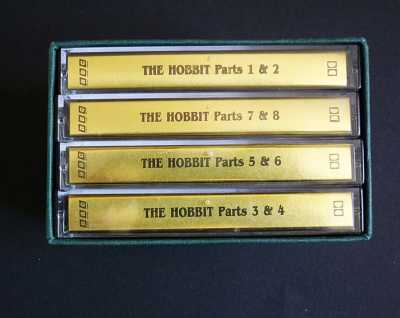 THE HOBBIT Parts 1 & 2
THE HOBBIT Parts 7 & 8
THE HOBBIT Parts 5 & 6
THE HOBBIT Parts 3 & 4